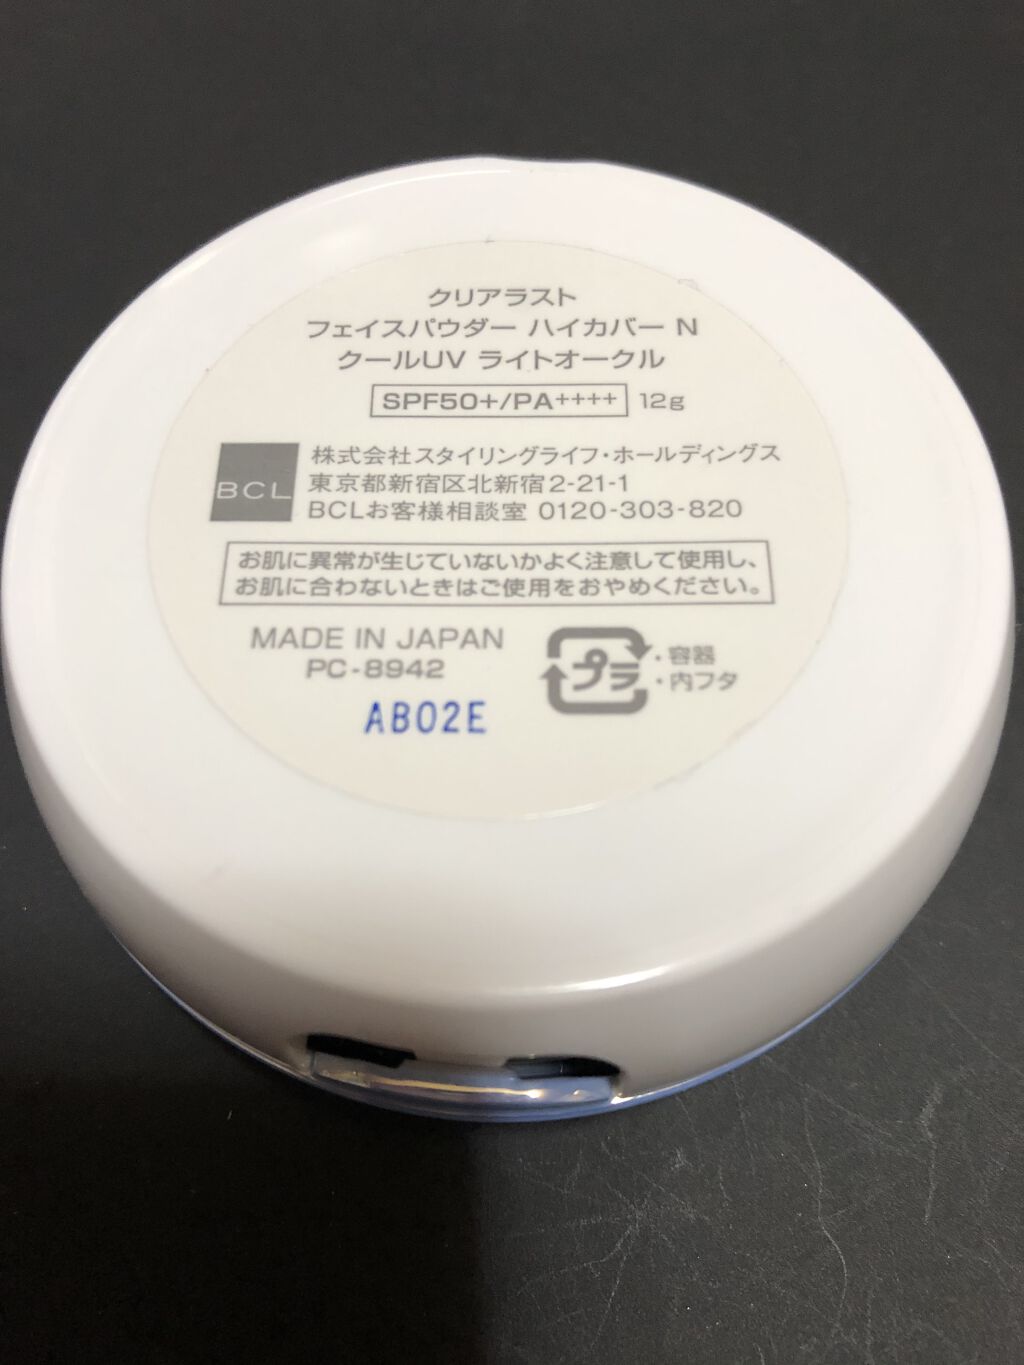 クリアラスト
フェイスパウダー ハイカバー N
クールUV ライトオークル
SPF50+/PA++++ 12g
BCL
株式会社スタイリングライフ・ホールディングス
東京都新宿区北新宿2-21-1
BCLお客様相談室 0120-303-820
お肌に異常が生じていないかよく注意して使用し、
お肌に合わないときはご使用をおやめください。
MADE IN JAPAN
PC-8942
AB02E
プラ
・容器
・内フタ